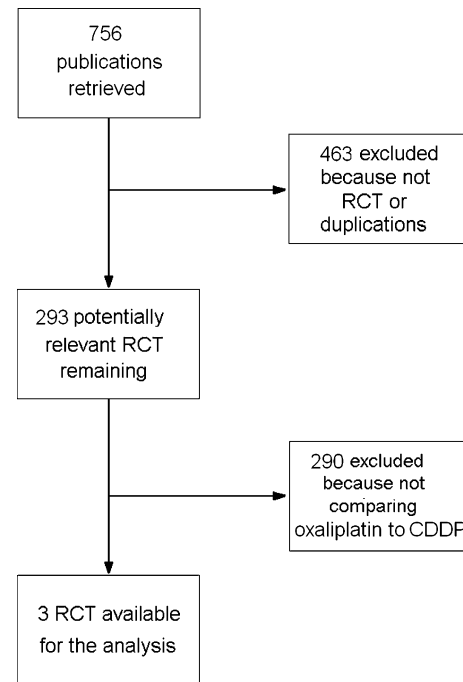 756
publications
retrieved
463 excluded
because not
RCT or
duplications
293 potentially
relevant RCT
remaining
290 excluded
because not
comparing
oxaliplatin to CDDP
3 RCT available
for the analysis